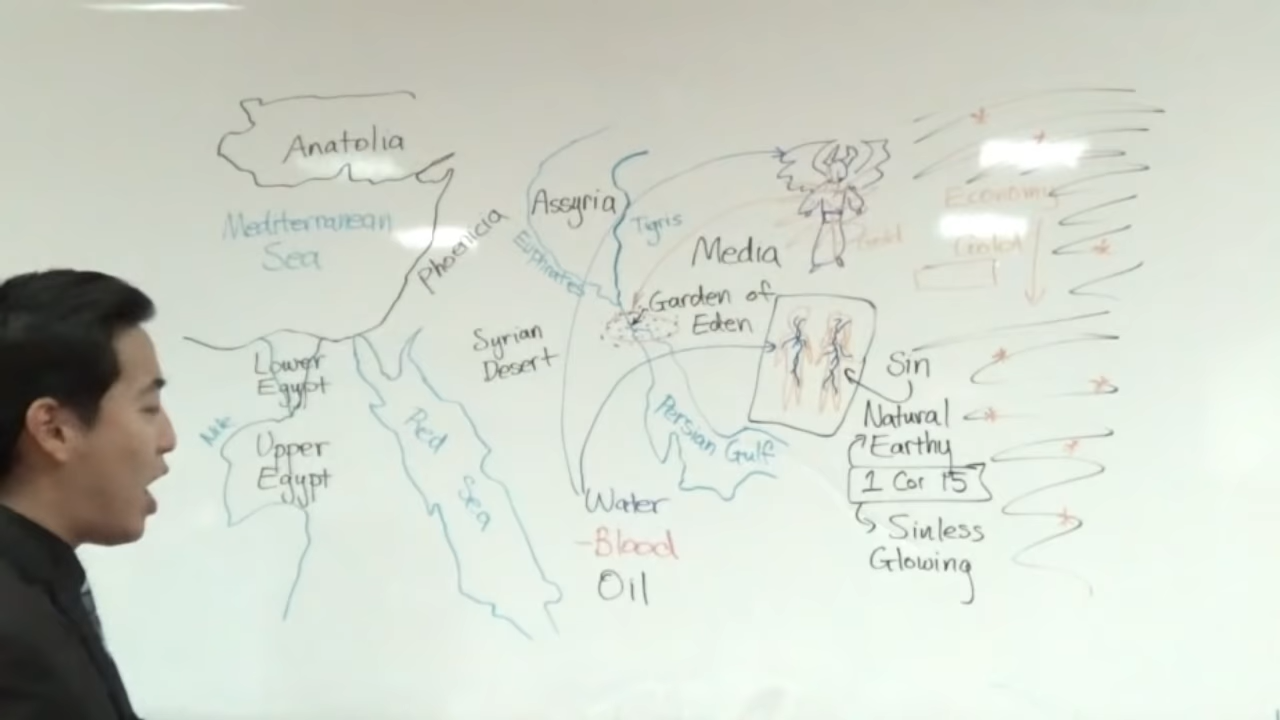 Anatolia
Mediterranean
Sea
Phoenicia
Assyria
Euphrates
Tigris
Media
Garden of
Eden
Syrian
Desert
Lower
Egypt
Nile
Upper
Egypt
Red
Sea
Persian Gulf
Economy
Sin
Natural
Earthy
1 Cor 15
Sinless
Glowing
Water
-Blood
Oil